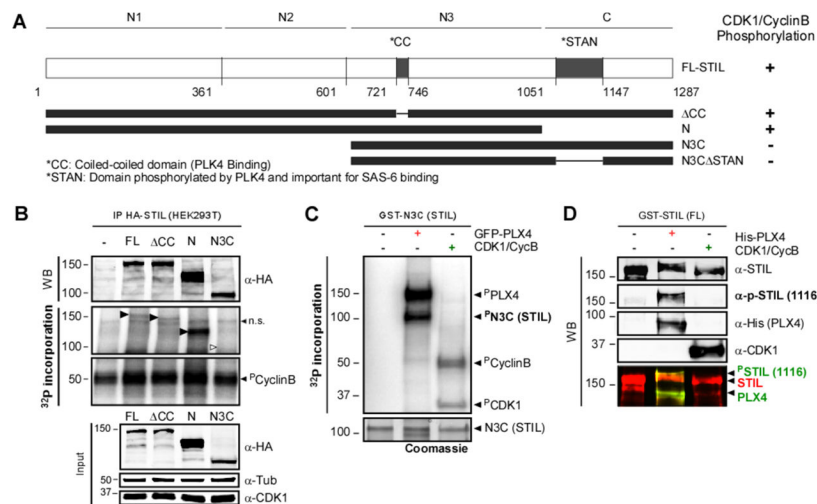 A
N1 N2 N3 C
CDK1/CyclinB
Phosphorylation
*CC *STAN
FL-STIL +
1 361 601 721 746 1051 1147 1287
ΔCC +
N +
N3C -
N3CΔSTAN -
*CC: Coiled-coiled domain (PLK4 Binding)
*STAN: Domain phosphorylated by PLK4 and important for SAS-6 binding
B
IP HA-STIL (HEK293T)
- FL ΔCC N N3C
WB
150
100
α-HA
32P incorporation
150
100
n.s.
50
PCyclinB
FL ΔCC N N3C
Input
150
100
α-HA
50
α-Tub
37
α-CDK1
C
GST-N3C (STIL)
GFP-PLX4 - + -
CDK1/CycB - - +
32P incorporation
150
100
50
37
PPLX4
PN3C (STIL)
PCyclinB
PCDK1
100
N3C (STIL)
Coomassie
D
GST-STIL (FL)
- + - His-PLX4
- - + CDK1/CycB
WB
150
α-STIL
150
α-p-STIL (1116
100
α-His (PLX4)
37
α-CDK1
150
PSTIL (1116)
STIL
PLX4